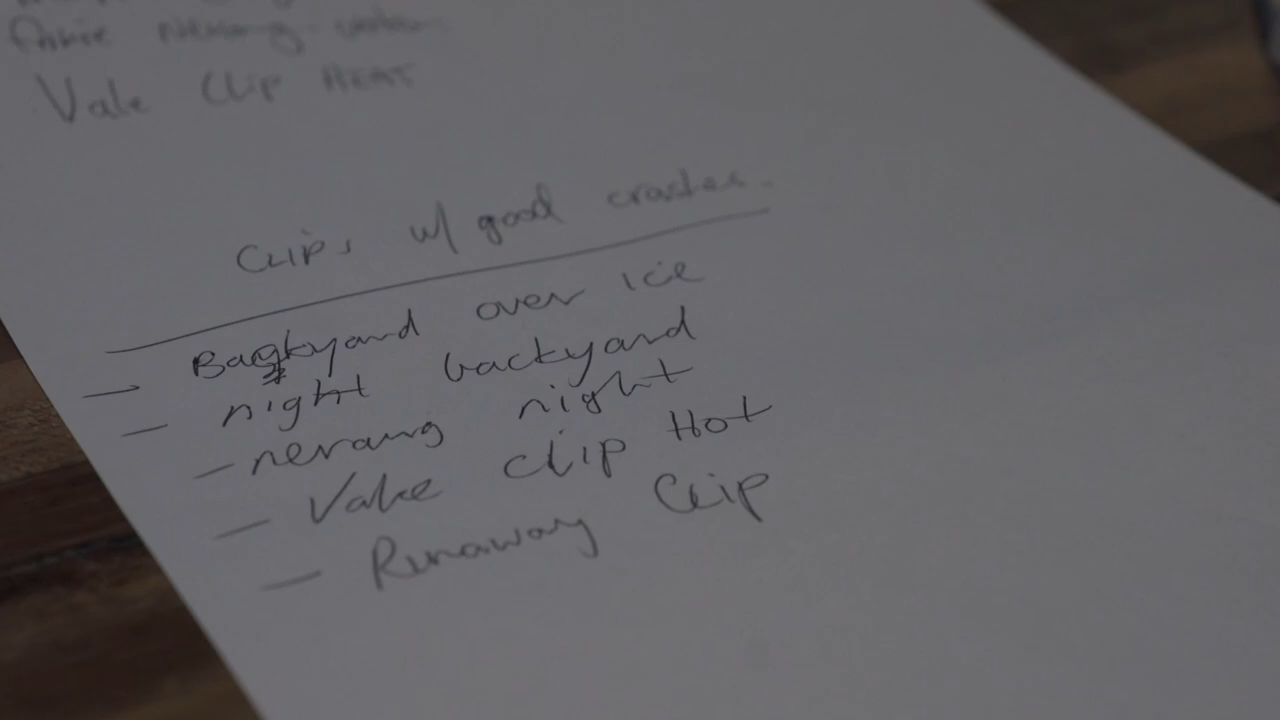 Vale Clip HEAT
Clips w/ good crashes.
- Backyard over ice
- night backyard
- nerang night
- Vale clip Hot
- Runaway Clip